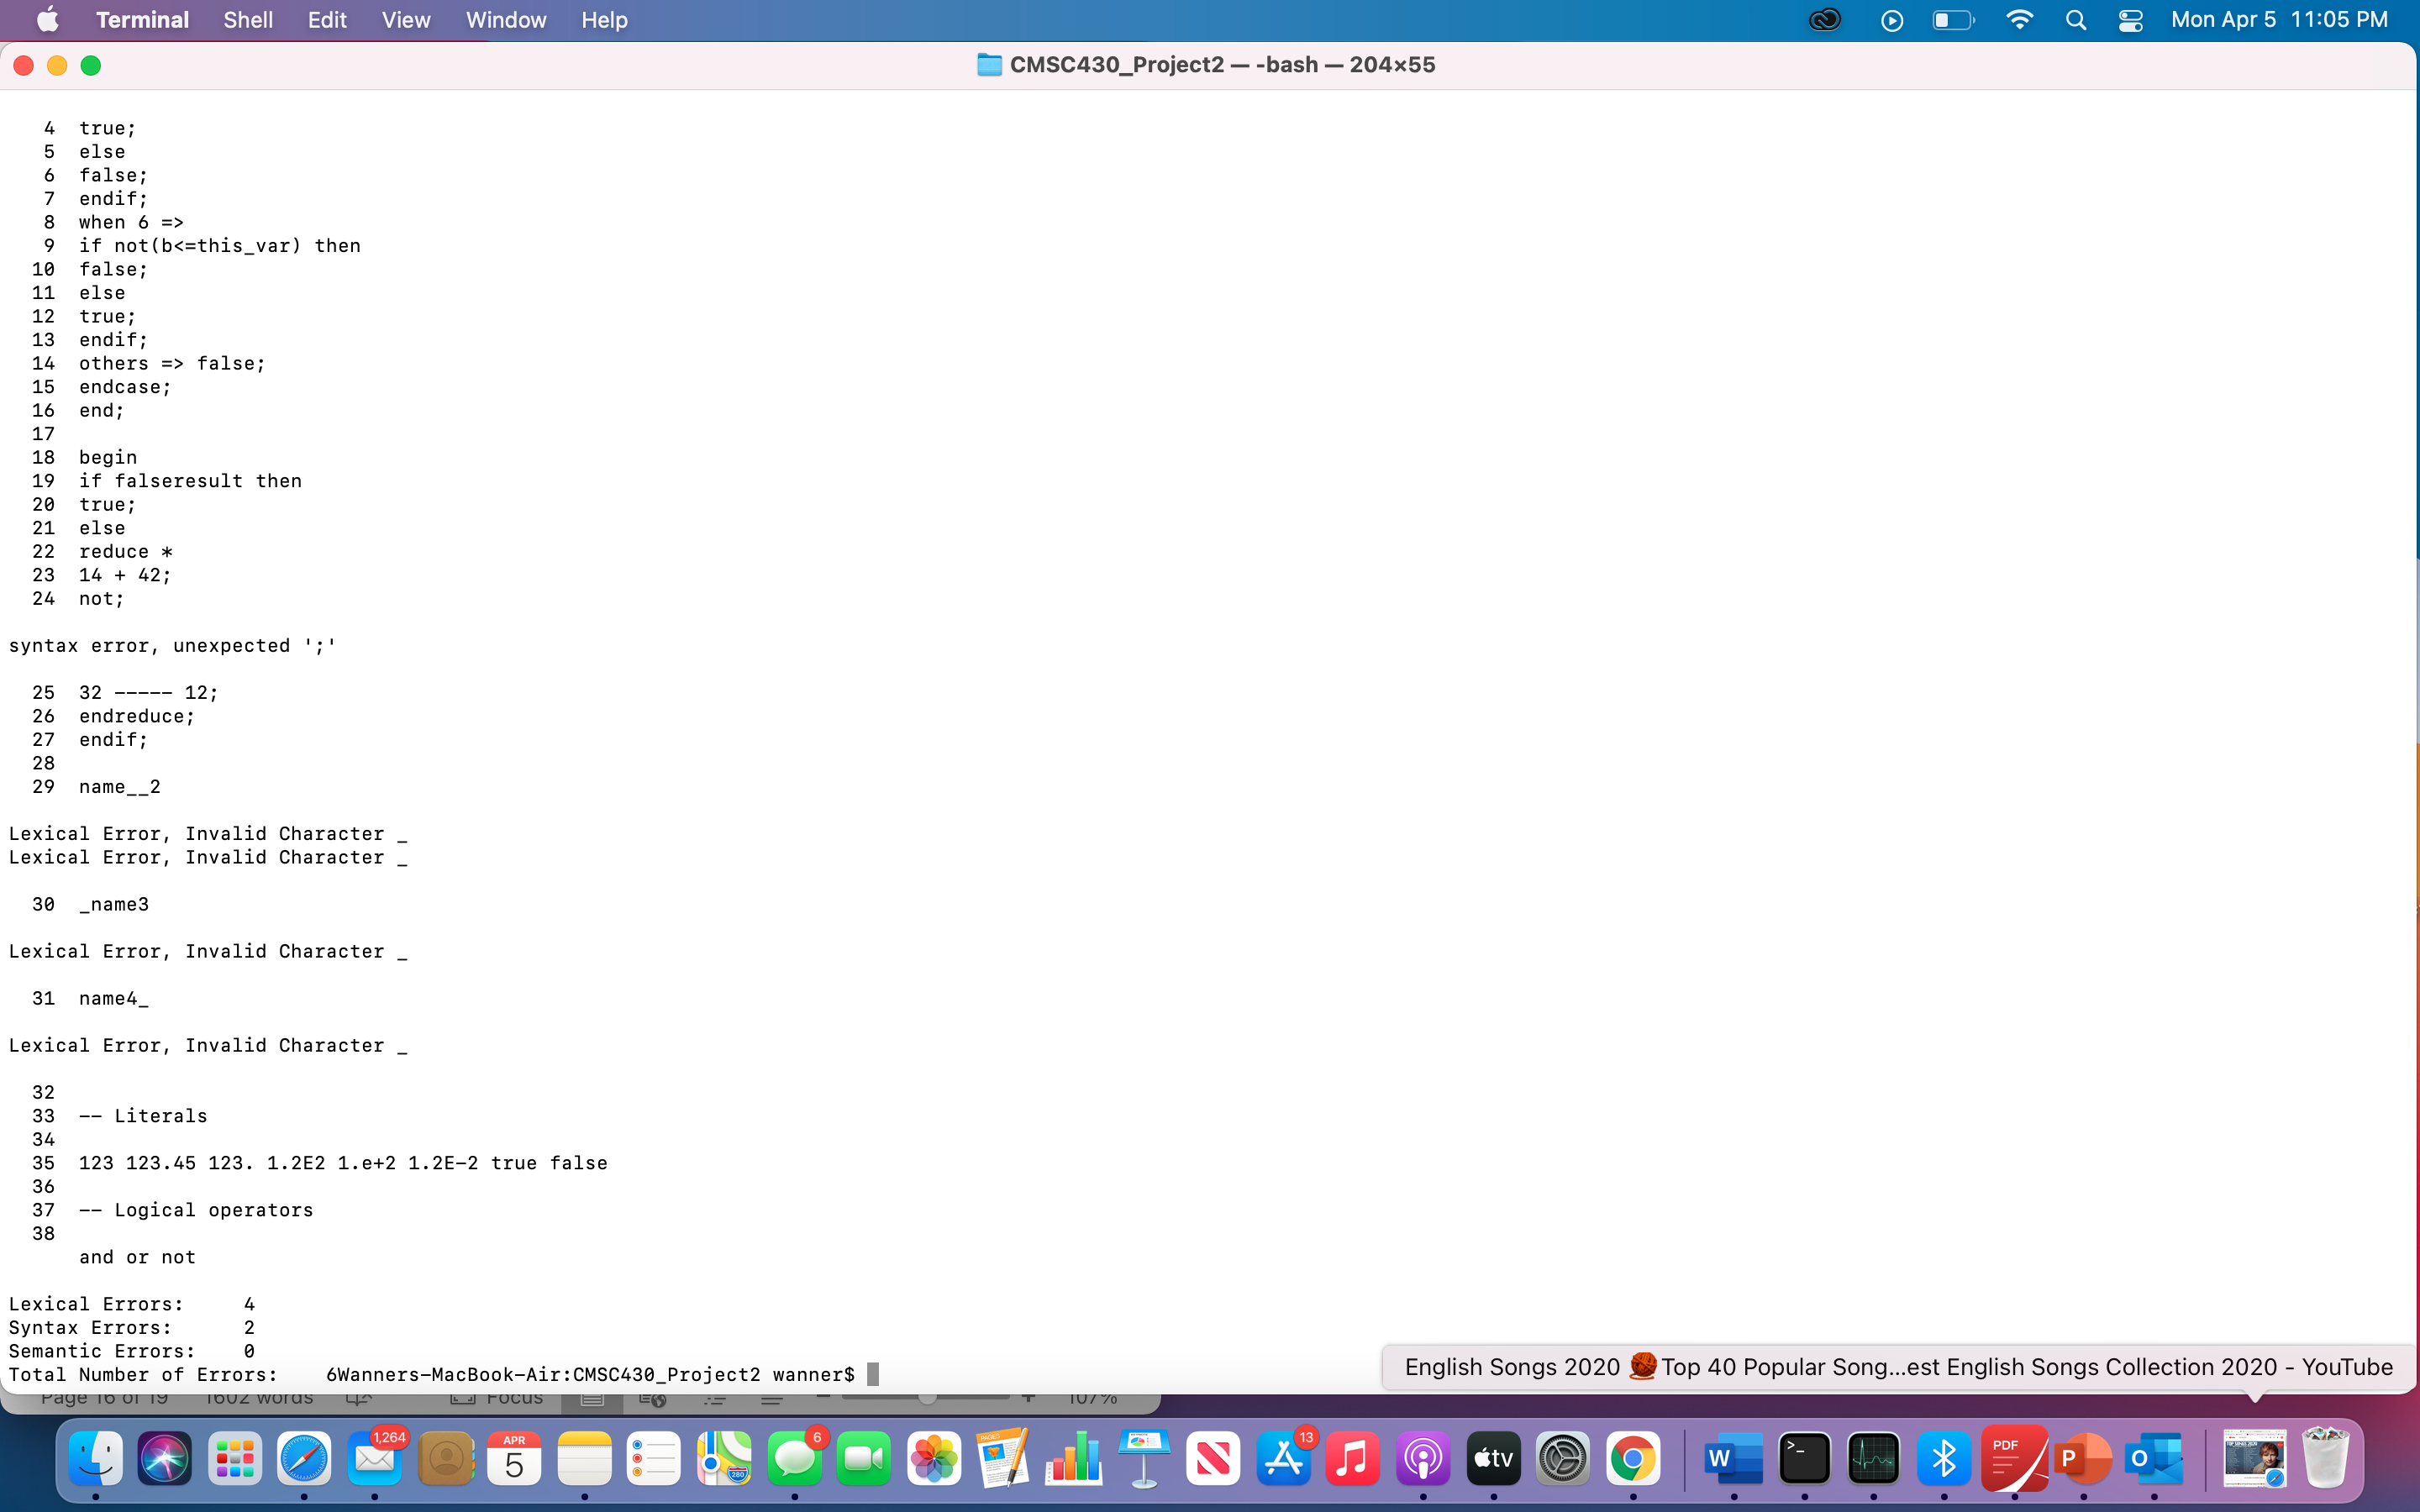 Terminal Shell Edit View Window Help Mon Apr 5 11:05 PM
CMSC430_Project2 — -bash — 204×55
4 true;
5 else
6 false;
7 endif;
8 when 6 =>
9 if not(b<=this_var) then
10 false;
11 else
12 true;
13 endif;
14 others => false;
15 endcase;
16 end;
17
18 begin
19 if falseresult then
20 true;
21 else
22 reduce *
23 14 + 42;
24 not;
syntax error, unexpected ';'
25 32 ----- 12;
26 endreduce;
27 endif;
28
29 name__2
Lexical Error, Invalid Character _
Lexical Error, Invalid Character _
30 _name3
Lexical Error, Invalid Character _
31 name4_
Lexical Error, Invalid Character _
32
33 -- Literals
34
35 123 123.45 123. 1.2E2 1.e+2 1.2E-2 true false
36
37 -- Logical operators
38
and or not
Lexical Errors: 4
Syntax Errors: 2
Semantic Errors: 0
Total Number of Errors: 6Wanners-MacBook-Air:CMSC430_Project2 wanner$
English Songs 2020 🧶Top 40 Popular Song...est English Songs Collection 2020 - YouTube
Page 16 of 19 1602 words Focus 107%
1,264
APR
5
6
PAGES
280
13
tv
W
>_
PDF
P
O